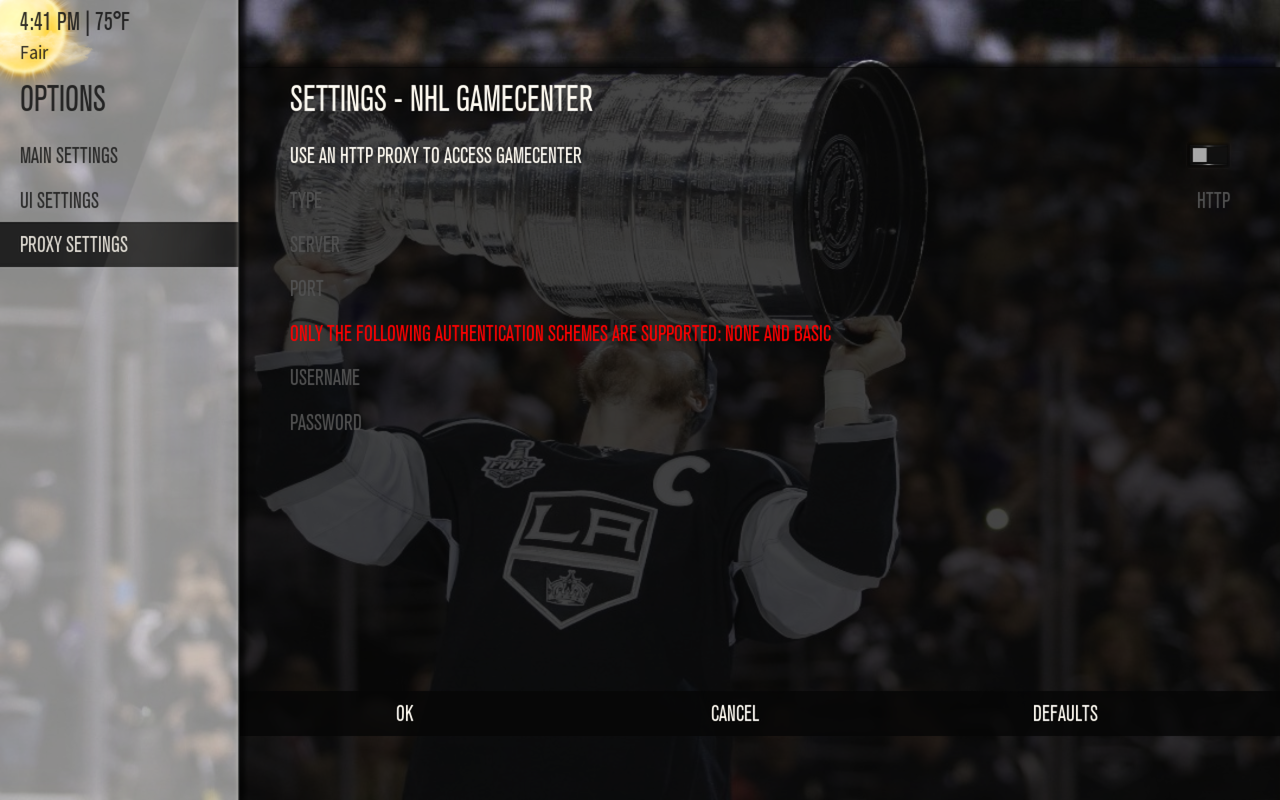 4:41 PM | 75°F
Fair
OPTIONS
MAIN SETTINGS
UI SETTINGS
PROXY SETTINGS
SETTINGS - NHL GAMECENTER
USE AN HTTP PROXY TO ACCESS GAMECENTER
TYPE HTTP
SERVER
PORT
ONLY THE FOLLOWING AUTHENTICATION SCHEMES ARE SUPPORTED: NONE AND BASIC
USERNAME
PASSWORD
FINAL
C
LA
OK CANCEL DEFAULTS